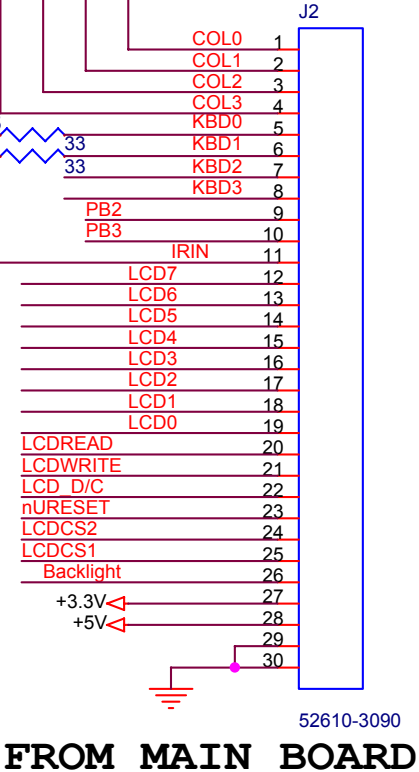 J2
COL0 1
COL1 2
COL2 3
COL3 4
KBD0 5
33 KBD1 6
33 KBD2 7
KBD3 8
PB2 9
PB3 10
IRIN 11
LCD7 12
LCD6 13
LCD5 14
LCD4 15
LCD3 16
LCD2 17
LCD1 18
LCD0 19
LCDREAD 20
LCDWRITE 21
LCD_D/C 22
nURESET 23
LCDCS2 24
LCDCS1 25
Backlight 26
+3.3V 27
+5V 28
29
30
52610-3090
FROM MAIN BOARD